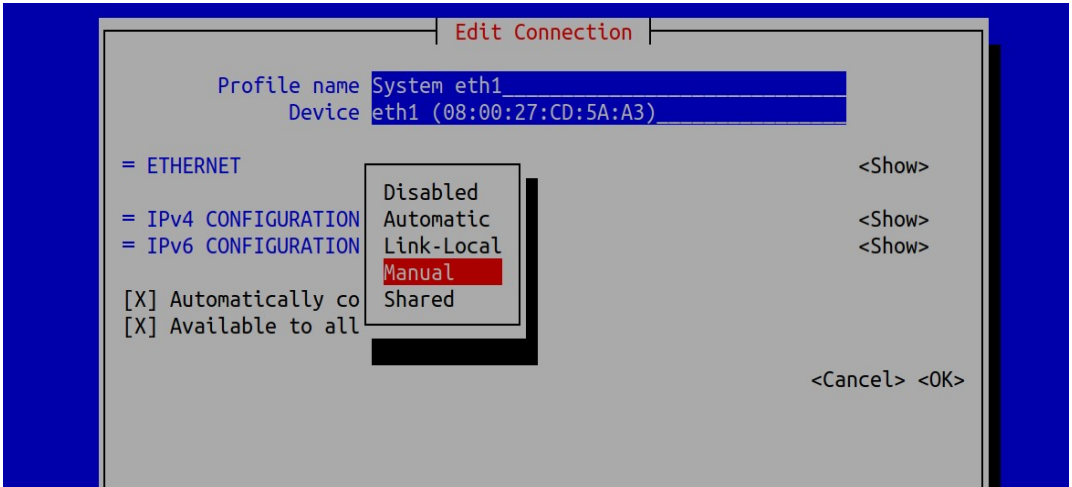 Edit Connection
Profile name System eth1
Device eth1 (08:00:27:CD:5A:A3)
= ETHERNET <Show>
Disabled
= IPv4 CONFIGURATION Automatic <Show>
= IPv6 CONFIGURATION Link-Local <Show>
Manual
[X] Automatically co Shared
[X] Available to all
<Cancel> <OK>